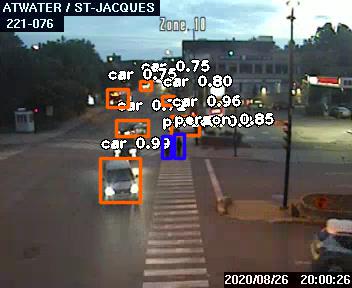 ATWATER / ST-JACQUES
221-076
Zone 10
car 0.75
car 0.75
car 0.80
car 0.96
person 0.85
car 0.99
2020/08/26 20:00:26